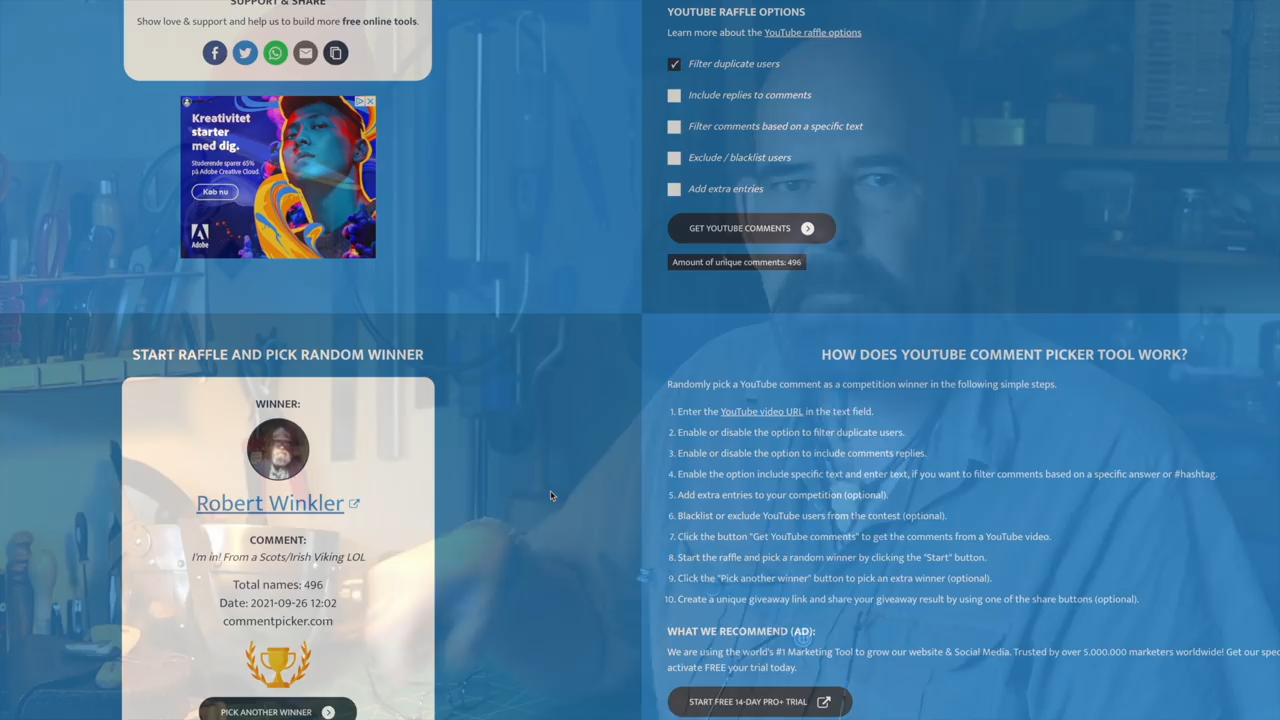 SUPPORT & SHARE
Show love & support and help us to build more free online tools.
Kreativitet
starter
med dig.
Studerende sparer 65%
på Adobe Creative Cloud.
Køb nu
Adobe
START RAFFLE AND PICK RANDOM WINNER
WINNER:
Robert Winkler
COMMENT:
I'm in! From a Scots/Irish Viking LOL
Total names: 496
Date: 2021-09-26 12:02
commentpicker.com
PICK ANOTHER WINNER
YOUTUBE RAFFLE OPTIONS
Learn more about the YouTube raffle options
Filter duplicate users
Include replies to comments
Filter comments based on a specific text
Exclude / blacklist users
Add extra entries
GET YOUTUBE COMMENTS
Amount of unique comments: 496
HOW DOES YOUTUBE COMMENT PICKER TOOL WORK?
Randomly pick a YouTube comment as a competition winner in the following simple steps.
1. Enter the YouTube video URL in the text field.
2. Enable or disable the option to filter duplicate users.
3. Enable or disable the option to include comments replies.
4. Enable the option include specific text and enter text, if you want to filter comments based on a specific answer or #hashtag.
5. Add extra entries to your competition (optional).
6. Blacklist or exclude YouTube users from the contest (optional).
7. Click the button "Get YouTube comments" to get the comments from a YouTube video.
8. Start the raffle and pick a random winner by clicking the "Start" button.
9. Click the "Pick another winner" button to pick an extra winner (optional).
10. Create a unique giveaway link and share your giveaway result by using one of the share buttons (optional).
WHAT WE RECOMMEND (AD):
We are using the world's #1 Marketing Tool to grow our website & Social Media. Trusted by over 5.000.000 marketers worldwide! Get our spec
activate FREE your trial today.
START FREE 14-DAY PRO+ TRIAL